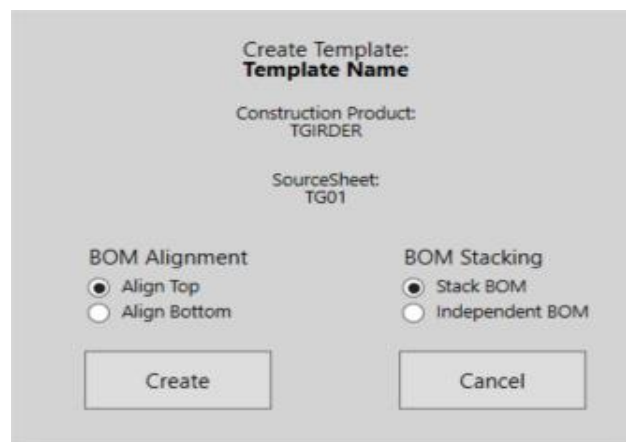 Create Template:
Template Name
Construction Product:
TGIRDER
SourceSheet:
TG01
BOM Alignment
Align Top
Align Bottom
BOM Stacking
Stack BOM
Independent BOM
Create
Cancel